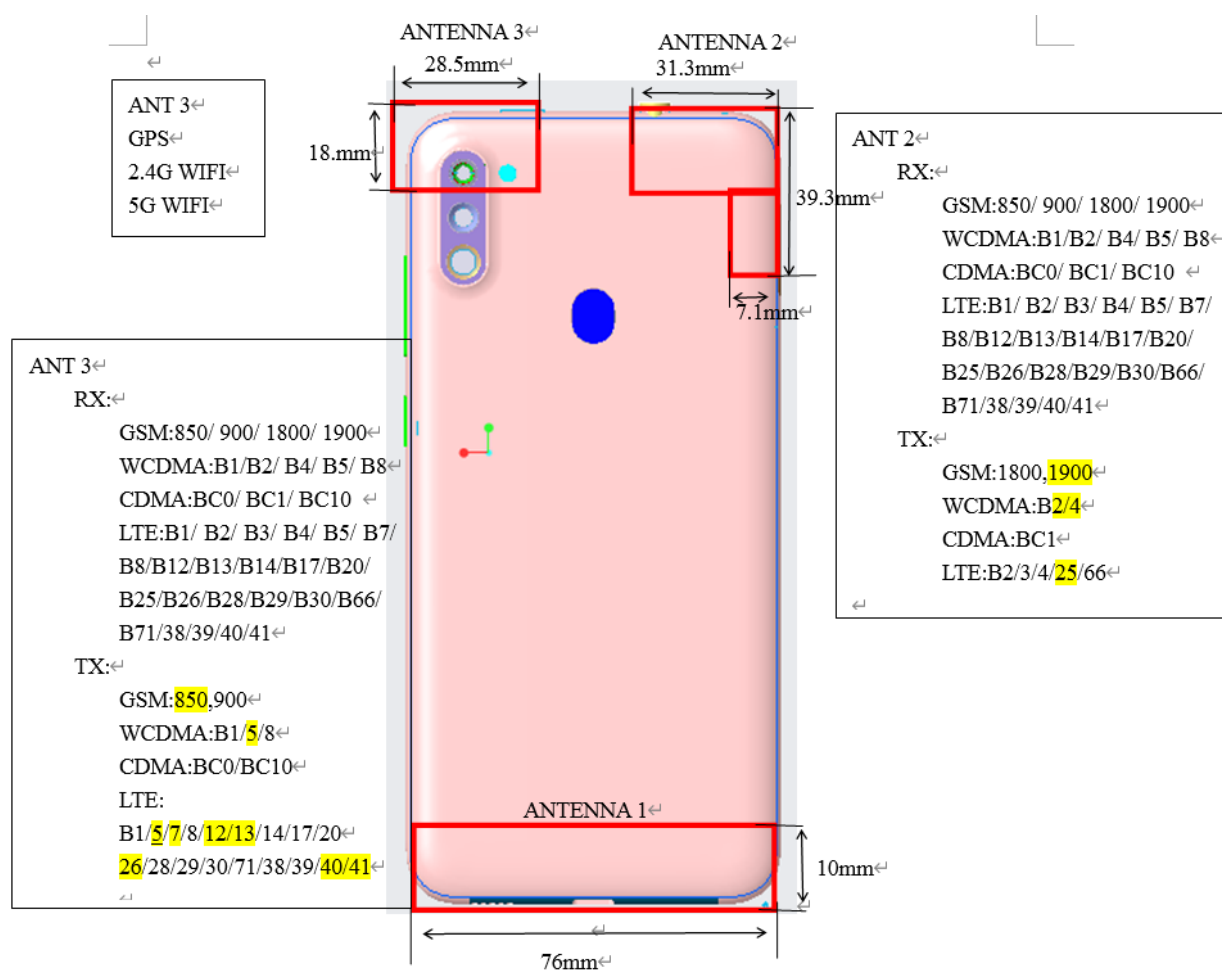 ANTENNA 3
28.5mm
ANTENNA 2
31.3mm
ANT 3
GPS
2.4G WIFI
5G WIFI
18.mm
39.3mm
7.1mm
ANT 2
RX:
GSM:850/ 900/ 1800/ 1900
WCDMA:B1/B2/ B4/ B5/ B8
CDMA:BC0/ BC1/ BC10
LTE:B1/ B2/ B3/ B4/ B5/ B7/
B8/B12/B13/B14/B17/B20/
B25/B26/B28/B29/B30/B66/
B71/38/39/40/41
TX:
GSM:1800,1900
WCDMA:B2/4
CDMA:BC1
LTE:B2/3/4/25/66
ANT 3
RX:
GSM:850/ 900/ 1800/ 1900
WCDMA:B1/B2/ B4/ B5/ B8
CDMA:BC0/ BC1/ BC10
LTE:B1/ B2/ B3/ B4/ B5/ B7/
B8/B12/B13/B14/B17/B20/
B25/B26/B28/B29/B30/B66/
B71/38/39/40/41
TX:
GSM:850,900
WCDMA:B1/5/8
CDMA:BC0/BC10
LTE:
B1/5/7/8/12/13/14/17/20
26/28/29/30/71/38/39/40/41
ANTENNA 1
10mm
76mm